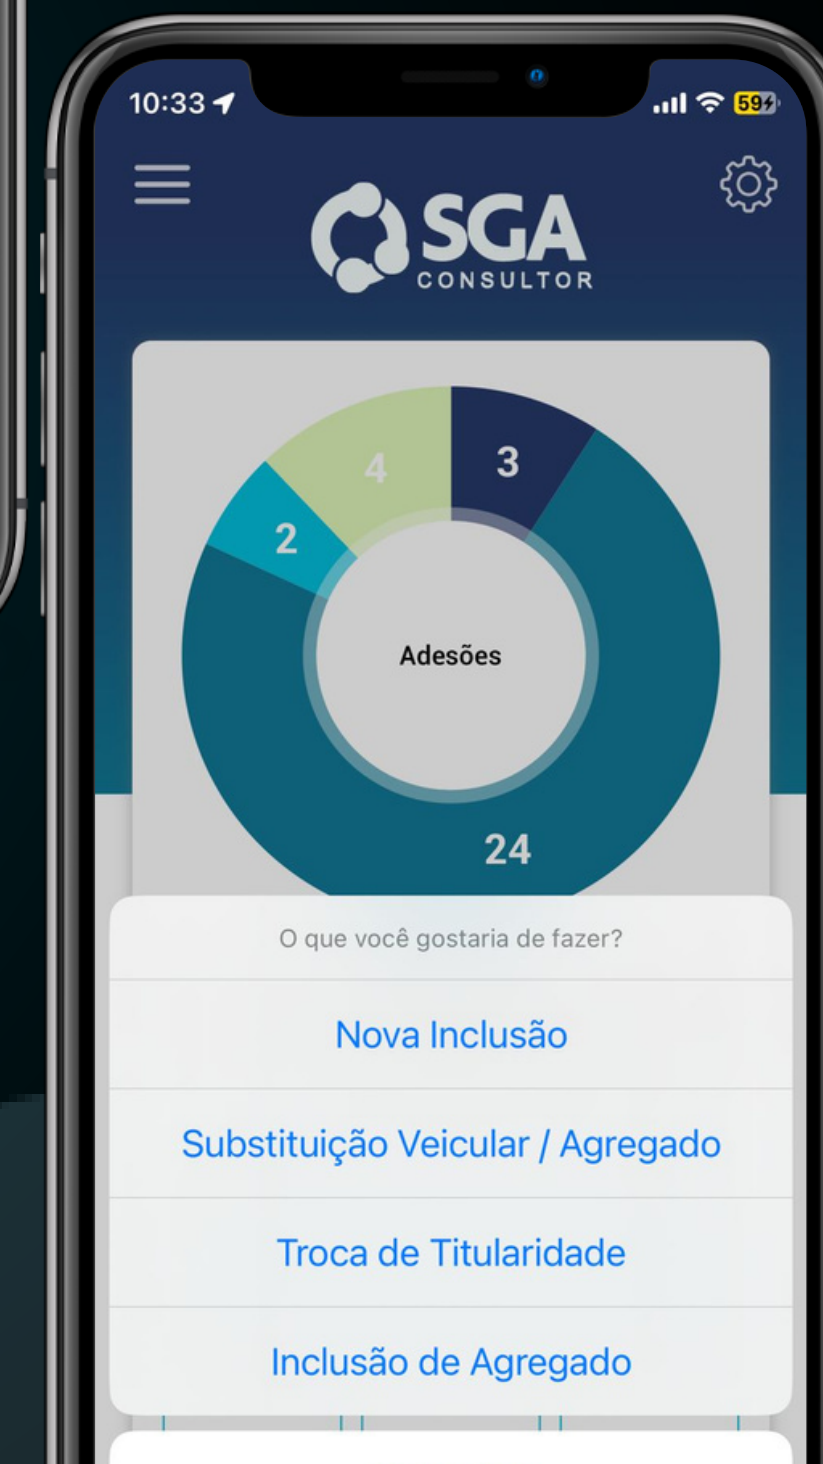 10:33
59
SGA
CONSULTOR
4
3
2
Adesões
24
O que você gostaria de fazer?
Nova Inclusão
Substituição Veicular / Agregado
Troca de Titularidade
Inclusão de Agregado